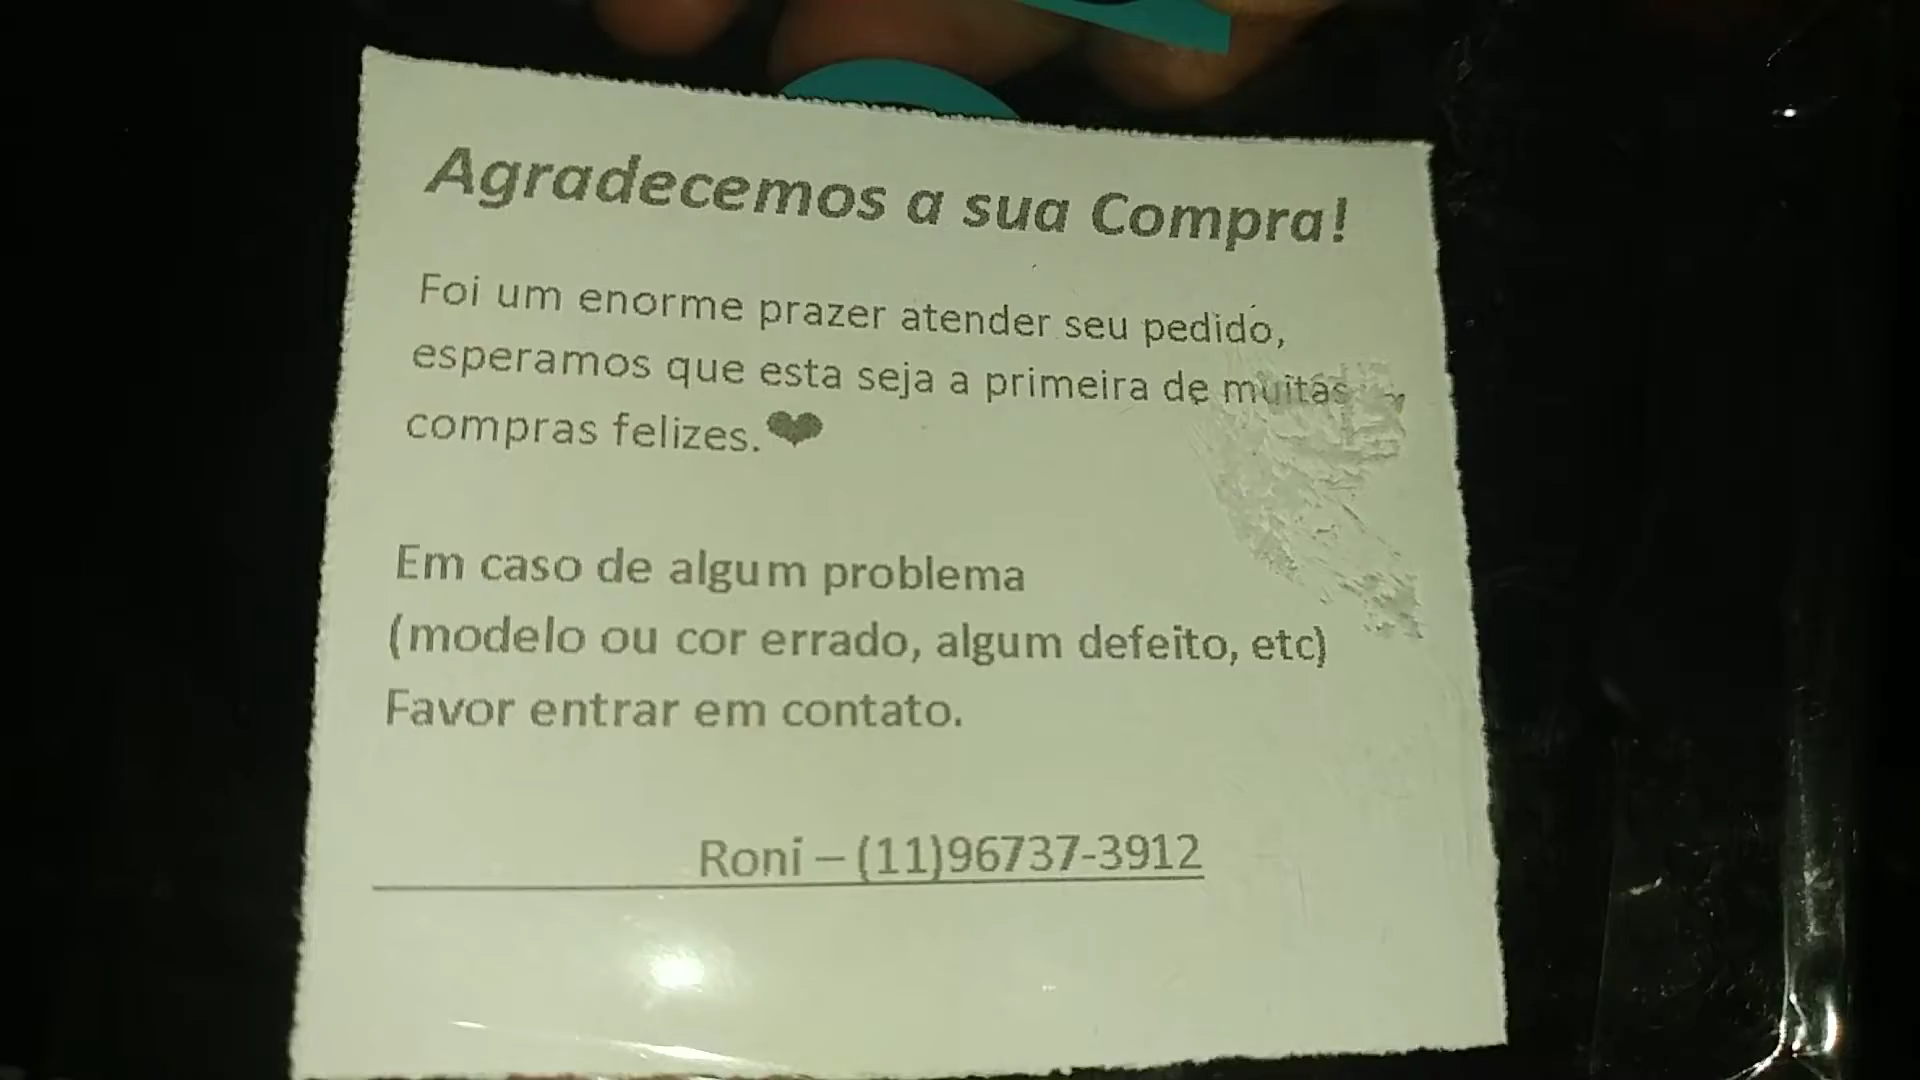 Agradecemos a sua Compra!
Foi um enorme prazer atender seu pedido,
esperamos que esta seja a primeira de muitas
compras felizes.❤
Em caso de algum problema
(modelo ou cor errado, algum defeito, etc)
Favor entrar em contato.
Roni – (11)96737-3912